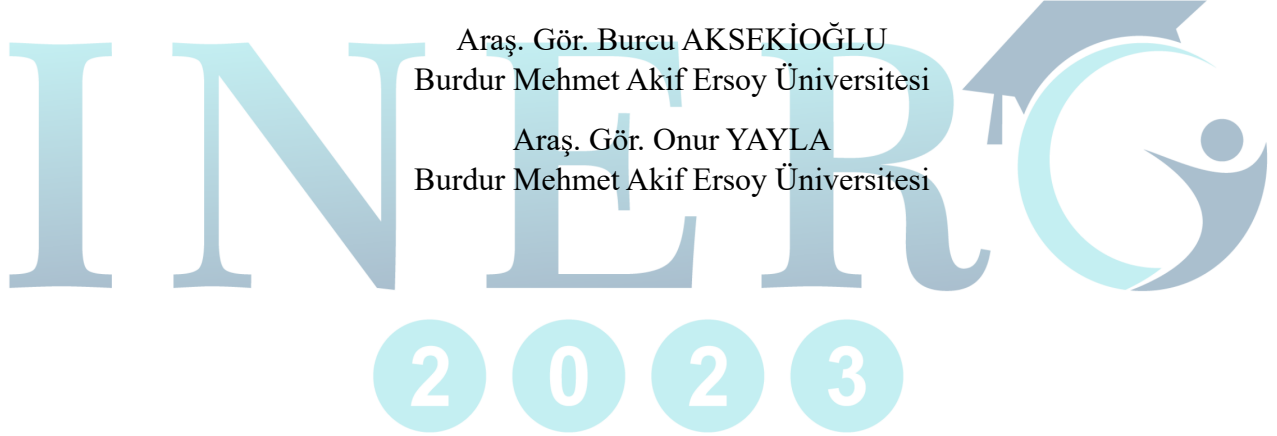 Araş. Gör. Burcu AKSEKİOĞLU
Burdur Mehmet Akif Ersoy Üniversitesi
Araş. Gör. Onur YAYLA
Burdur Mehmet Akif Ersoy Üniversitesi
INERC
2023